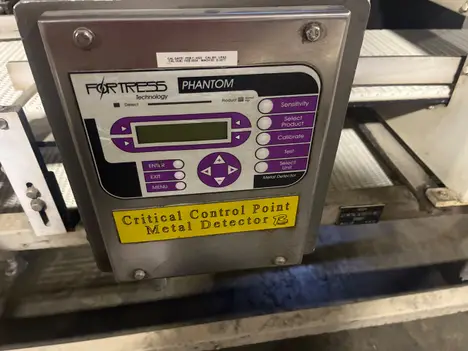 FORTRESS
Technology
PHANTOM
Detect
Product
Sensitivity
Select
Product
Calibrate
Test
Select
Unit
Metal Detector
ENTER
EXIT
MENU
Critical Control Point
Metal Detector